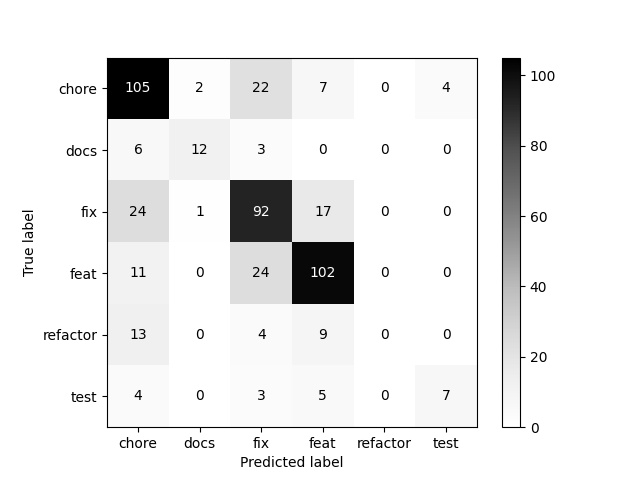 chore 105 2 22 7 0 4 100
docs 6 12 3 0 0 0 80
fix 24 1 92 17 0 0 60
True label
feat 11 0 24 102 0 0 40
refactor 13 0 4 9 0 0 20
test 4 0 3 5 0 7 0
chore docs fix feat refactor test
Predicted label